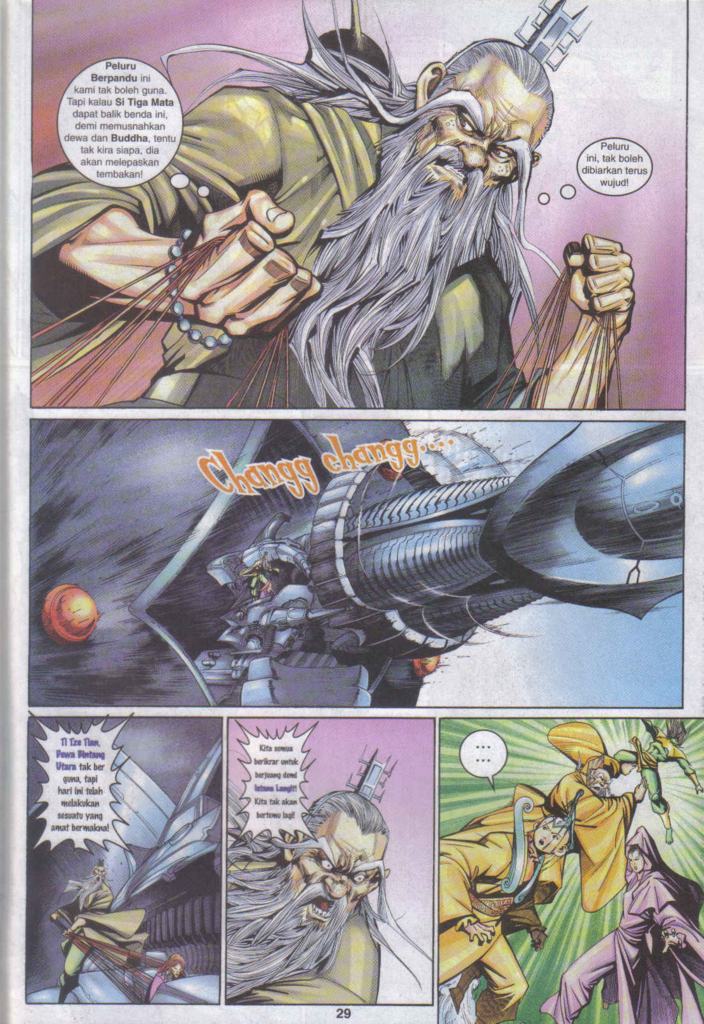 Peluru
Berpandu ini
kami tak boleh guna.
Tapi kalau Si Tiga Mata
dapat balik benda ini,
demi memusnahkan
dewa dan Buddha, tentu
tak kira siapa, dia
akan melepaskan
tembakan!
Peluru
ini, tak boleh
dibiarkan terus
wujud!
Changg changg....
Ti Tze Tian,
Dewa Bintang
Utara tak ber
guna, tapi
hari ini telah
melakukan
sesuatu yang
amat bermakna!
Kita semua
berikrar untuk
berjuang demi
Istana Langit!
Kita tak akan
bertemu lagi!
...
...
29